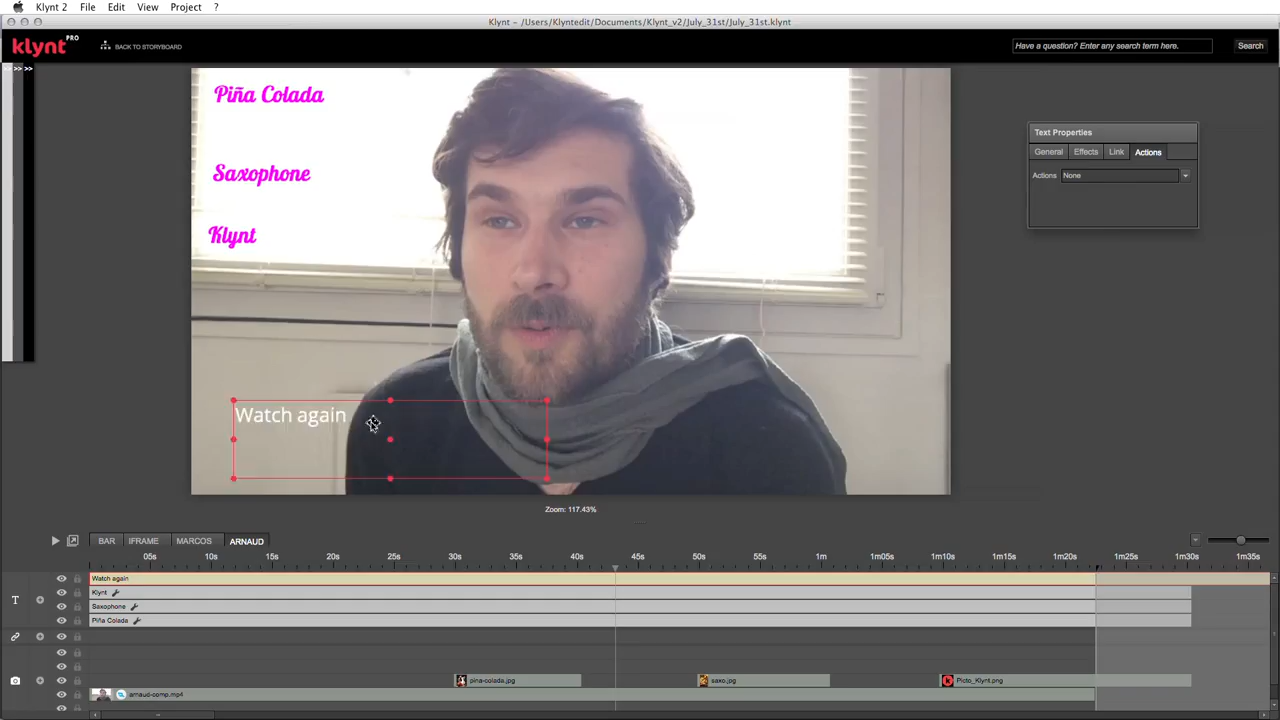 Klynt 2 File Edit View Project ?
Klynt – /Users/Klyntedit/Documents/Klynt_v2/July_31st/July_31st.klynt
klynt PRO BACK TO STORYBOARD Have a question? Enter any search term here. Search
>> >> >>
Piña Colada
Saxophone
Klynt
Watch again
Text Properties
General Effects Link Actions
Actions None
Zoom: 117.43%
BAR IFRAME MARCOS ARNAUD
05s 10s 15s 20s 25s 30s 35s 40s 45s 50s 55s 1m 1m05s 1m10s 1m15s 1m20s 1m25s 1m30s 1m35s
Watch again
Klynt
T Saxophone
Piña Colada
pina-colada.jpg saxo.jpg Picto_Klynt.png
arnaud-comp.mp4